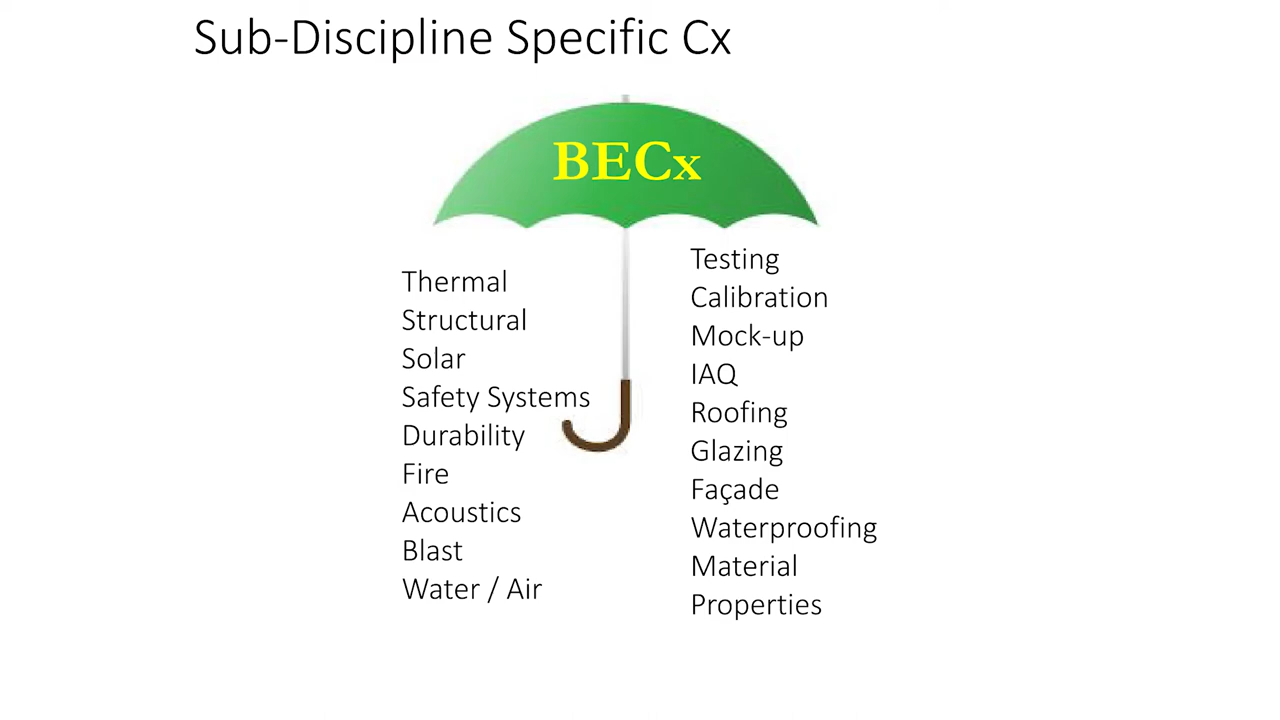 Sub-Discipline Specific Cx
BECx
Thermal
Structural
Solar
Safety Systems
Durability
Fire
Acoustics
Blast
Water / Air
Testing
Calibration
Mock-up
IAQ
Roofing
Glazing
Façade
Waterproofing
Material
Properties